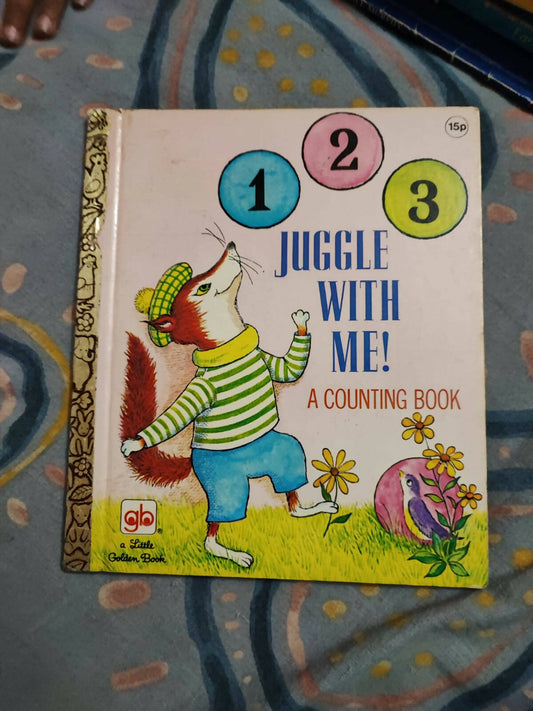 15p
1 2 3
JUGGLE
WITH
ME!
A COUNTING BOOK
gb
®
a Little
Golden Book